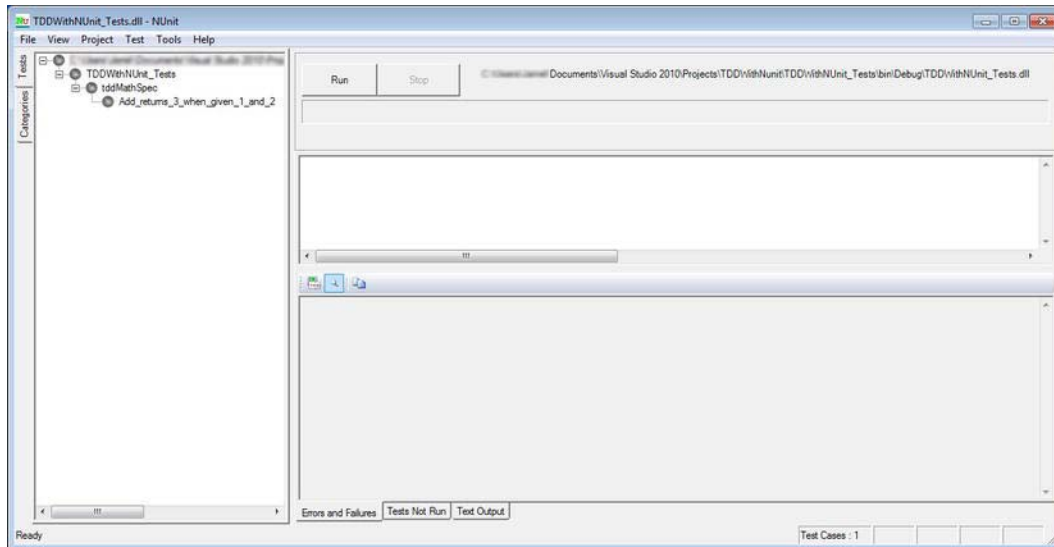 TDDWithNUnit_Tests.dll - NUnit
File View Project Test Tools Help
Tests
Categories
TDDWithNUnit_Tests
tddMathSpec
Add_returns_3_when_given_1_and_2
Run
Stop
Documents\Visual Studio 2010\Projects\TDDWithNunit\TDDWithNUnit_Tests\bin\Debug\TDDWithNUnit_Tests.dll
Errors and Failures
Tests Not Run
Text Output
Ready
Test Cases : 1